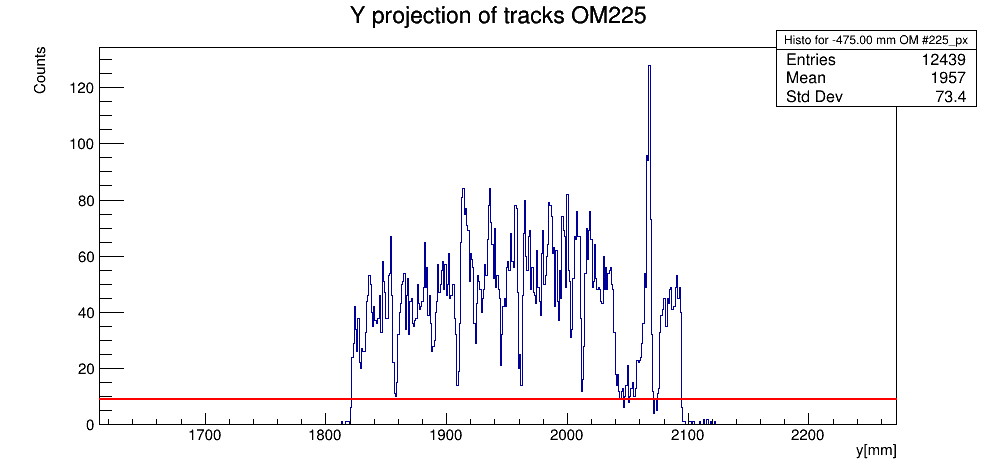 Y projection of tracks OM225
Histo for -475.00 mm OM #225_px
Entries 12439
Mean 1957
Std Dev 73.4
Counts
120
100
80
60
40
20
0
1700 1800 1900 2000 2100 2200
y[mm]